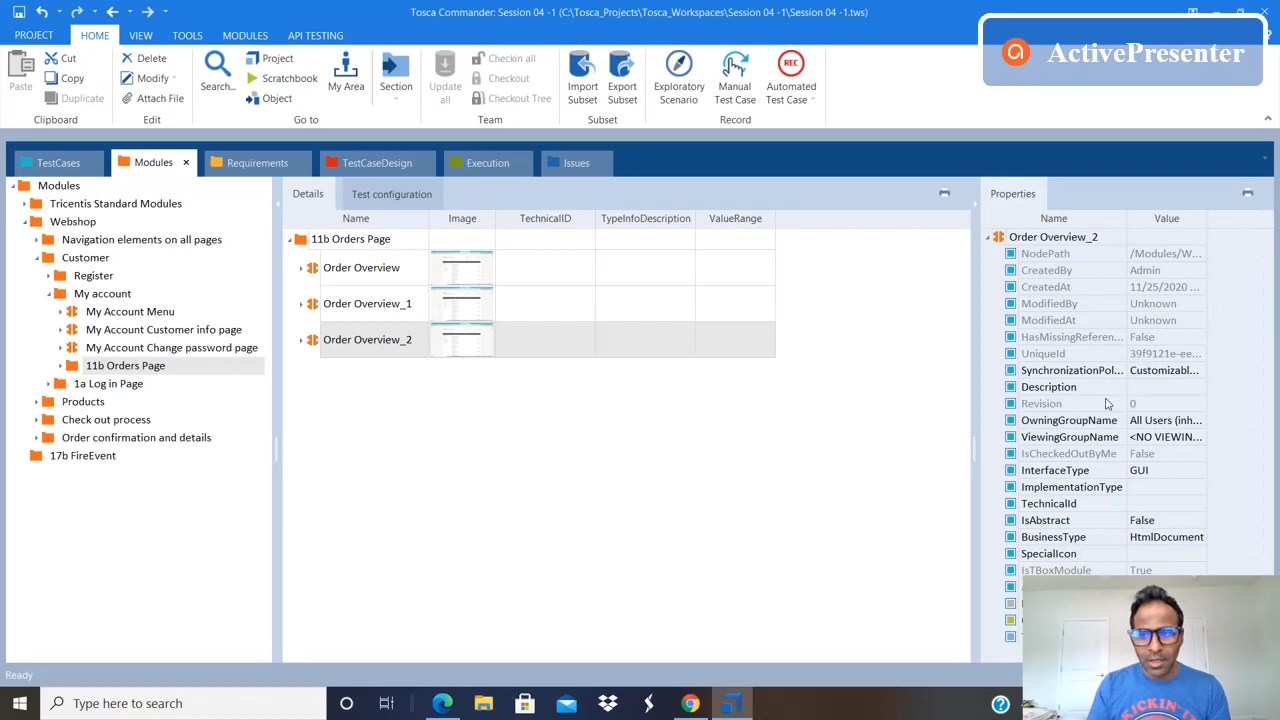 Tosca Commander: Session 04 -1 (C:\Tosca_Projects\Tosca_Workspaces\Session 04 -1\Session 04 -1.tws)
PROJECT HOME VIEW TOOLS MODULES API TESTING
ActivePresenter
Paste
Cut
Copy
Duplicate
Clipboard
Delete
Modify
Attach File
Edit
Search...
Project
Scratchbook
Object
My Area
Section
Go to
Update all
Checkin all
Checkout
Checkout Tree
Team
Import Subset
Export Subset
Subset
Exploratory Scenario
Manual Test Case
REC
Automated Test Case
Record
TestCases Modules x Requirements TestCaseDesign Execution Issues
Modules
Tricentis Standard Modules
Webshop
Navigation elements on all pages
Customer
Register
My account
My Account Menu
My Account Customer info page
My Account Change password page
11b Orders Page
1a Log in Page
Products
Check out process
Order confirmation and details
17b FireEvent
Details Test configuration
Name Image TechnicalID TypeInfoDescription ValueRange
11b Orders Page
Order Overview
Order Overview_1
Order Overview_2
Properties
Name Value
Order Overview_2
NodePath /Modules/W...
CreatedBy Admin
CreatedAt 11/25/2020 ...
ModifiedBy Unknown
ModifiedAt Unknown
HasMissingReferen... False
UniqueId 39f9121e-ee...
SynchronizationPol... Customizabl...
Description
Revision 0
OwningGroupName All Users (inh...
ViewingGroupName <NO VIEWIN...
IsCheckedOutByMe False
InterfaceType GUI
ImplementationType
TechnicalId
IsAbstract False
BusinessType HtmlDocument
SpecialIcon
IsTBoxModule True
Ready
Type here to search